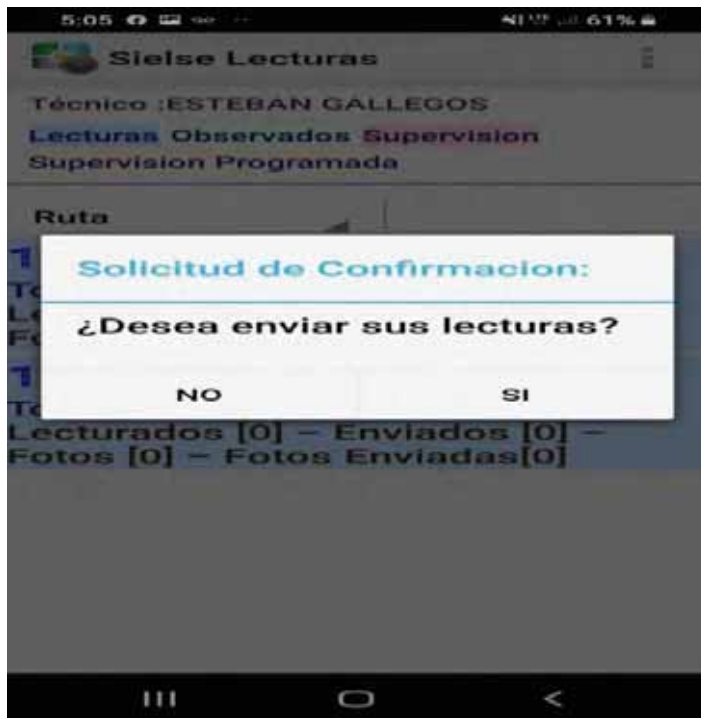 5:05
61%
Sielse Lecturas
Técnico :ESTEBAN GALLEGOS
Lecturas Observados Supervision
Supervision Programada
Ruta
Solicitud de Confirmacion:
¿Desea enviar sus lecturas?
NO SI
Lecturados [0] – Enviados [0] –
Fotos [0] – Fotos Enviadas[0]